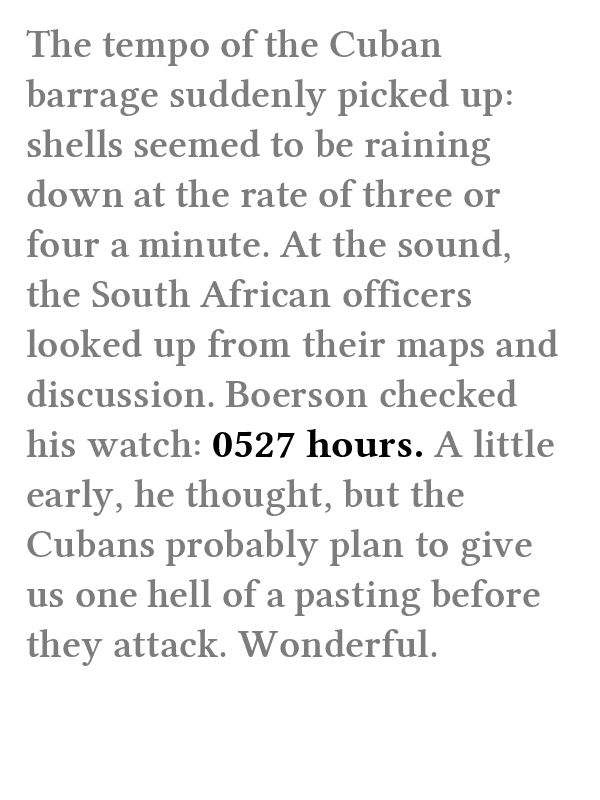 The tempo of the Cuban
barrage suddenly picked up:
shells seemed to be raining
down at the rate of three or
four a minute. At the sound,
the South African officers
looked up from their maps and
discussion. Boerson checked
his watch: 0527 hours. A little
early, he thought, but the
Cubans probably plan to give
us one hell of a pasting before
they attack. Wonderful.